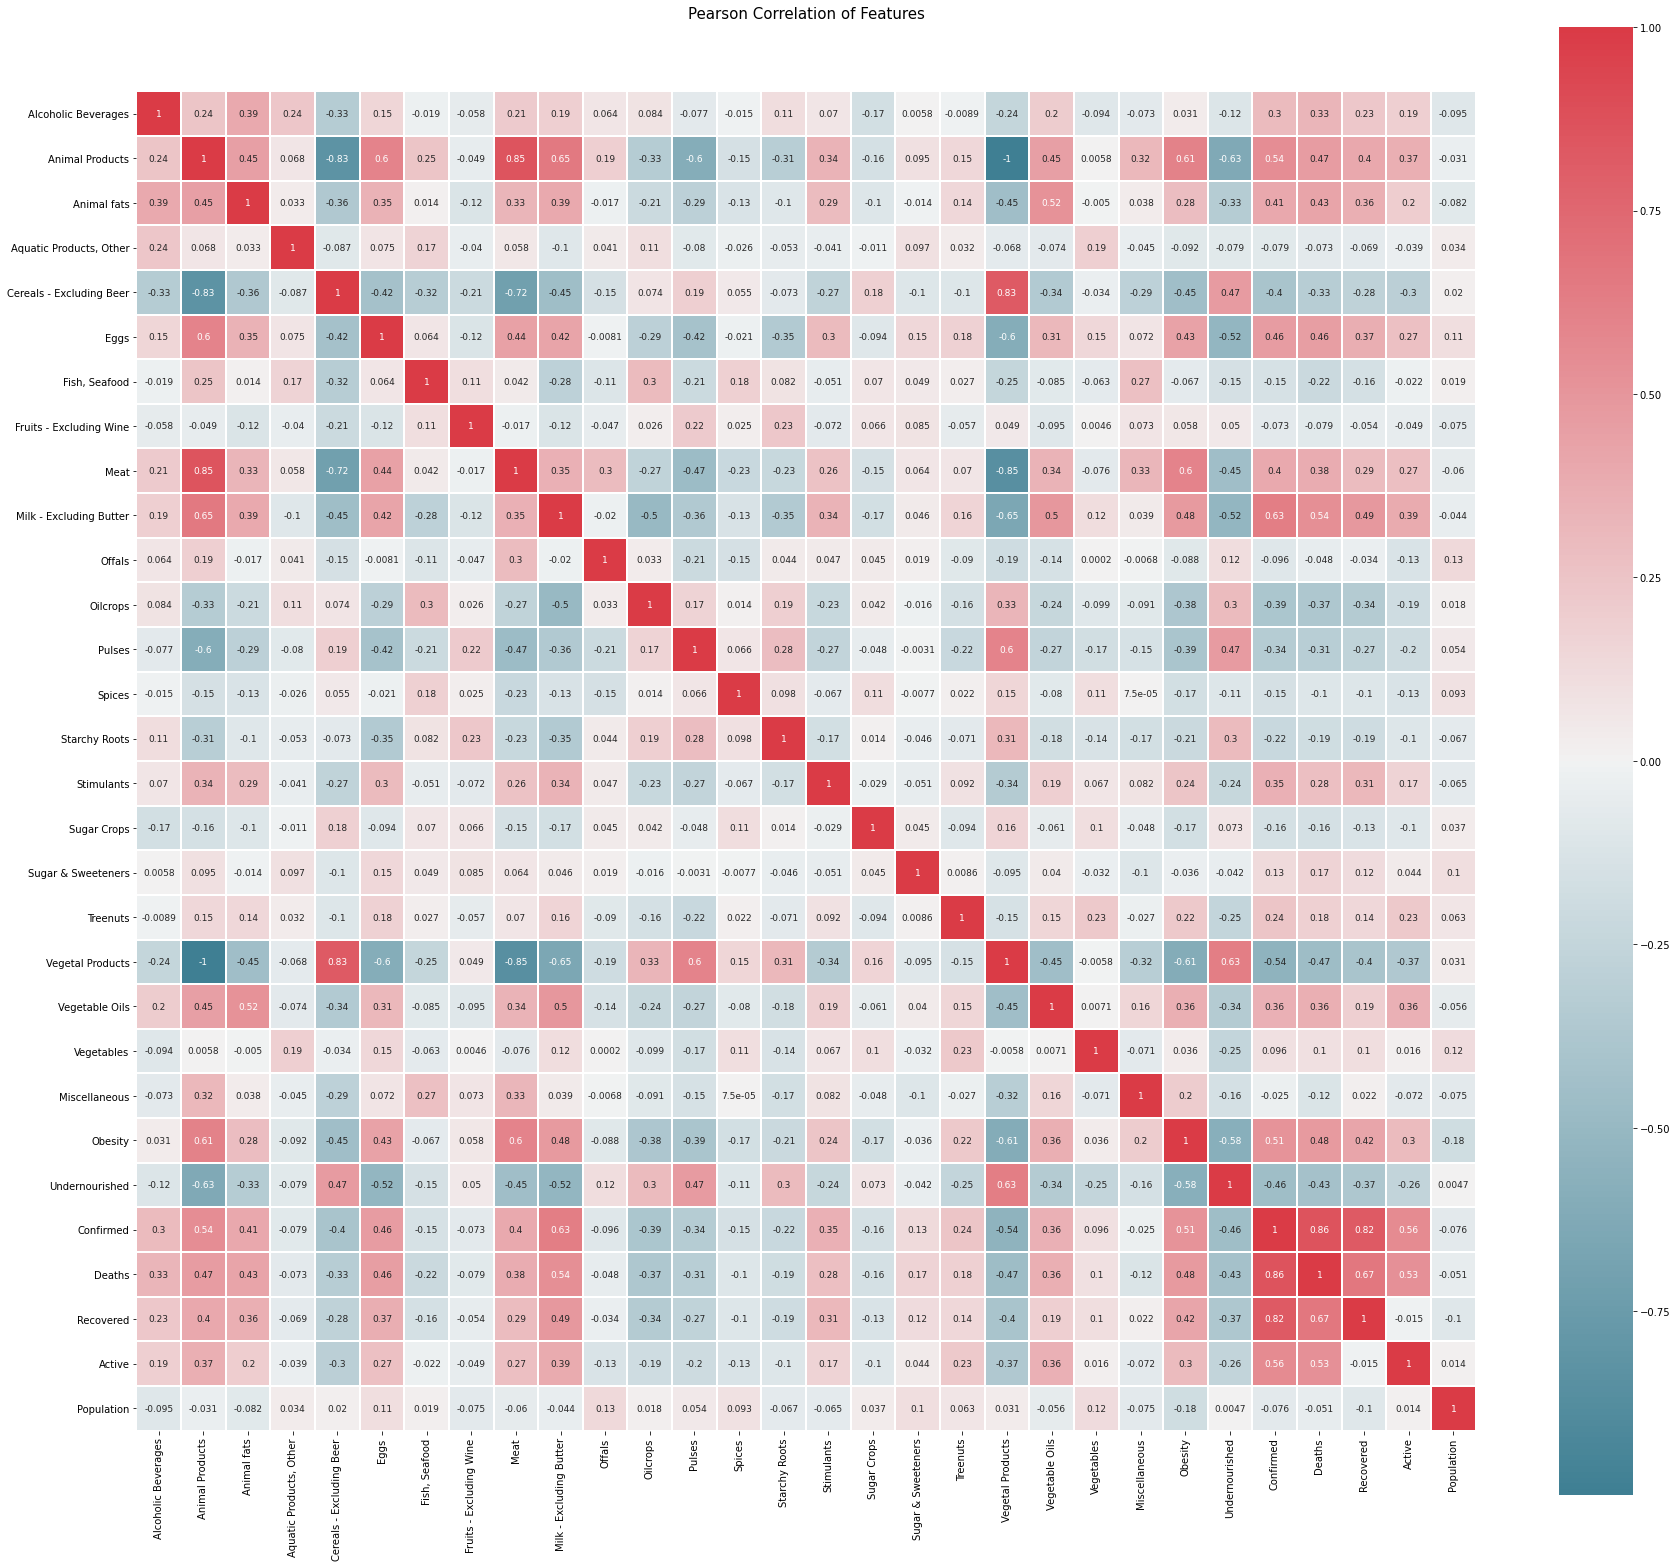 Pearson Correlation of Features
1.00
Alcoholic Beverages 1 0.24 0.39 0.24 -0.33 0.15 -0.019 -0.058 0.21 0.19 0.064 0.084 -0.077 -0.015 0.11 0.07 -0.17 0.0058 -0.0089 -0.24 0.2 -0.094 -0.073 0.031 -0.12 0.3 0.33 0.23 0.19 -0.095
Animal Products 0.24 1 0.45 0.068 -0.83 0.6 0.25 -0.049 0.85 0.65 0.19 -0.33 -0.6 -0.15 -0.31 0.34 -0.16 0.095 0.15 -1 0.45 0.0058 0.32 0.61 -0.63 0.54 0.47 0.4 0.37 -0.031
Animal fats 0.39 0.45 1 0.033 -0.36 0.35 0.014 -0.12 0.33 0.39 -0.017 -0.21 -0.29 -0.13 -0.1 0.29 -0.1 -0.014 0.14 -0.45 0.52 -0.005 0.038 0.28 -0.33 0.41 0.43 0.36 0.2 -0.082
0.75
Aquatic Products, Other 0.24 0.068 0.033 1 -0.087 0.075 0.17 -0.04 0.058 -0.1 0.041 0.11 -0.08 -0.026 -0.053 -0.041 -0.011 0.097 0.032 -0.068 -0.074 0.19 -0.045 -0.092 -0.079 -0.079 -0.073 -0.069 -0.039 0.034
Cereals - Excluding Beer -0.33 -0.83 -0.36 -0.087 1 -0.42 -0.32 -0.21 -0.72 -0.45 -0.15 0.074 0.19 0.055 -0.073 -0.27 0.18 -0.1 -0.1 0.83 -0.34 -0.034 -0.29 -0.45 0.47 -0.4 -0.33 -0.28 -0.3 0.02
Eggs 0.15 0.6 0.35 0.075 -0.42 1 0.064 -0.12 0.44 0.42 -0.0081 -0.29 -0.42 -0.021 -0.35 0.3 -0.094 0.15 0.18 -0.6 0.31 0.15 0.072 0.43 -0.52 0.46 0.46 0.37 0.27 0.11
Fish, Seafood -0.019 0.25 0.014 0.17 -0.32 0.064 1 0.11 0.042 -0.28 -0.11 0.3 -0.21 0.18 0.082 -0.051 0.07 0.049 0.027 -0.25 -0.085 -0.063 0.27 -0.067 -0.15 -0.15 -0.22 -0.16 -0.022 0.019
0.50
Fruits - Excluding Wine -0.058 -0.049 -0.12 -0.04 -0.21 -0.12 0.11 1 -0.017 -0.12 -0.047 0.026 0.22 0.025 0.23 -0.072 0.066 0.085 -0.057 0.049 -0.095 0.0046 0.073 0.058 0.05 -0.073 -0.079 -0.054 -0.049 -0.075
Meat 0.21 0.85 0.33 0.058 -0.72 0.44 0.042 -0.017 1 0.35 0.3 -0.27 -0.47 -0.23 -0.23 0.26 -0.15 0.064 0.07 -0.85 0.34 -0.076 0.33 0.6 -0.45 0.4 0.38 0.29 0.27 -0.06
Milk - Excluding Butter 0.19 0.65 0.39 -0.1 -0.45 0.42 -0.28 -0.12 0.35 1 -0.02 -0.5 -0.36 -0.13 -0.35 0.34 -0.17 0.046 0.16 -0.65 0.5 0.12 0.039 0.48 -0.52 0.63 0.54 0.49 0.39 -0.044
Offals 0.064 0.19 -0.017 0.041 -0.15 -0.0081 -0.11 -0.047 0.3 -0.02 1 0.033 -0.21 -0.15 0.044 0.047 0.045 0.019 -0.09 -0.19 -0.14 0.0002 -0.0068 -0.088 0.12 -0.096 -0.048 -0.034 -0.13 0.13
0.25
Oilcrops 0.084 -0.33 -0.21 0.11 0.074 -0.29 0.3 0.026 -0.27 -0.5 0.033 1 0.17 0.014 0.19 -0.23 0.042 -0.016 -0.16 0.33 -0.24 -0.099 -0.091 -0.38 0.3 -0.39 -0.37 -0.34 -0.19 0.018
Pulses -0.077 -0.6 -0.29 -0.08 0.19 -0.42 -0.21 0.22 -0.47 -0.36 -0.21 0.17 1 0.066 0.28 -0.27 -0.048 -0.0031 -0.22 0.6 -0.27 -0.17 -0.15 -0.39 0.47 -0.34 -0.31 -0.27 -0.2 0.054
Spices -0.015 -0.15 -0.13 -0.026 0.055 -0.021 0.18 0.025 -0.23 -0.13 -0.15 0.014 0.066 1 0.098 -0.067 0.11 -0.0077 0.022 0.15 -0.08 0.11 7.5e-05 -0.17 -0.11 -0.15 -0.1 -0.1 -0.13 0.093
Starchy Roots 0.11 -0.31 -0.1 -0.053 -0.073 -0.35 0.082 0.23 -0.23 -0.35 0.044 0.19 0.28 0.098 1 -0.17 0.014 -0.046 -0.071 0.31 -0.18 -0.14 -0.17 -0.21 0.3 -0.22 -0.19 -0.19 -0.1 -0.067
0.00
Stimulants 0.07 0.34 0.29 -0.041 -0.27 0.3 -0.051 -0.072 0.26 0.34 0.047 -0.23 -0.27 -0.067 -0.17 1 -0.029 -0.051 0.092 -0.34 0.19 0.067 0.082 0.24 -0.24 0.35 0.28 0.31 0.17 -0.065
Sugar Crops -0.17 -0.16 -0.1 -0.011 0.18 -0.094 0.07 0.066 -0.15 -0.17 0.045 0.042 -0.048 0.11 0.014 -0.029 1 0.045 -0.094 0.16 -0.061 0.1 -0.048 -0.17 0.073 -0.16 -0.16 -0.13 -0.1 0.037
Sugar & Sweeteners 0.0058 0.095 -0.014 0.097 -0.1 0.15 0.049 0.085 0.064 0.046 0.019 -0.016 -0.0031 -0.0077 -0.046 -0.051 0.045 1 0.0086 -0.095 0.04 -0.032 -0.1 -0.036 -0.042 0.13 0.17 0.12 0.044 0.1
Treenuts -0.0089 0.15 0.14 0.032 -0.1 0.18 0.027 -0.057 0.07 0.16 -0.09 -0.16 -0.22 0.022 -0.071 0.092 -0.094 0.0086 1 -0.15 0.15 0.23 -0.027 0.22 -0.25 0.24 0.18 0.14 0.23 0.063
−0.25
Vegetal Products -0.24 -1 -0.45 -0.068 0.83 -0.6 -0.25 0.049 -0.85 -0.65 -0.19 0.33 0.6 0.15 0.31 -0.34 0.16 -0.095 -0.15 1 -0.45 -0.0058 -0.32 -0.61 0.63 -0.54 -0.47 -0.4 -0.37 0.031
Vegetable Oils 0.2 0.45 0.52 -0.074 -0.34 0.31 -0.085 -0.095 0.34 0.5 -0.14 -0.24 -0.27 -0.08 -0.18 0.19 -0.061 0.04 0.15 -0.45 1 0.0071 0.16 0.36 -0.34 0.36 0.36 0.19 0.36 -0.056
Vegetables -0.094 0.0058 -0.005 0.19 -0.034 0.15 -0.063 0.0046 -0.076 0.12 0.0002 -0.099 -0.17 0.11 -0.14 0.067 0.1 -0.032 0.23 -0.0058 0.0071 1 -0.071 0.036 -0.25 0.096 0.1 0.1 0.016 0.12
Miscellaneous -0.073 0.32 0.038 -0.045 -0.29 0.072 0.27 0.073 0.33 0.039 -0.0068 -0.091 -0.15 7.5e-05 -0.17 0.082 -0.048 -0.1 -0.027 -0.32 0.16 -0.071 1 0.2 -0.16 -0.025 -0.12 0.022 -0.072 -0.075
−0.50
Obesity 0.031 0.61 0.28 -0.092 -0.45 0.43 -0.067 0.058 0.6 0.48 -0.088 -0.38 -0.39 -0.17 -0.21 0.24 -0.17 -0.036 0.22 -0.61 0.36 0.036 0.2 1 -0.58 0.51 0.48 0.42 0.3 -0.18
Undernourished -0.12 -0.63 -0.33 -0.079 0.47 -0.52 -0.15 0.05 -0.45 -0.52 0.12 0.3 0.47 -0.11 0.3 -0.24 0.073 -0.042 -0.25 0.63 -0.34 -0.25 -0.16 -0.58 1 -0.46 -0.43 -0.37 -0.26 0.0047
Confirmed 0.3 0.54 0.41 -0.079 -0.4 0.46 -0.15 -0.073 0.4 0.63 -0.096 -0.39 -0.34 -0.15 -0.22 0.35 -0.16 0.13 0.24 -0.54 0.36 0.096 -0.025 0.51 -0.46 1 0.86 0.82 0.56 -0.076
Deaths 0.33 0.47 0.43 -0.073 -0.33 0.46 -0.22 -0.079 0.38 0.54 -0.048 -0.37 -0.31 -0.1 -0.19 0.28 -0.16 0.17 0.18 -0.47 0.36 0.1 -0.12 0.48 -0.43 0.86 1 0.67 0.53 -0.051
−0.75
Recovered 0.23 0.4 0.36 -0.069 -0.28 0.37 -0.16 -0.054 0.29 0.49 -0.034 -0.34 -0.27 -0.1 -0.19 0.31 -0.13 0.12 0.14 -0.4 0.19 0.1 0.022 0.42 -0.37 0.82 0.67 1 -0.015 -0.1
Active 0.19 0.37 0.2 -0.039 -0.3 0.27 -0.022 -0.049 0.27 0.39 -0.13 -0.19 -0.2 -0.13 -0.1 0.17 -0.1 0.044 0.23 -0.37 0.36 0.016 -0.072 0.3 -0.26 0.56 0.53 -0.015 1 0.014
Population -0.095 -0.031 -0.082 0.034 0.02 0.11 0.019 -0.075 -0.06 -0.044 0.13 0.018 0.054 0.093 -0.067 -0.065 0.037 0.1 0.063 0.031 -0.056 0.12 -0.075 -0.18 0.0047 -0.076 -0.051 -0.1 0.014 1
Alcoholic Beverages
Animal Products
Animal fats
Aquatic Products, Other
Cereals - Excluding Beer
Eggs
Fish, Seafood
Fruits - Excluding Wine
Meat
Milk - Excluding Butter
Offals
Oilcrops
Pulses
Spices
Starchy Roots
Stimulants
Sugar Crops
Sugar & Sweeteners
Treenuts
Vegetal Products
Vegetable Oils
Vegetables
Miscellaneous
Obesity
Undernourished
Confirmed
Deaths
Recovered
Active
Population